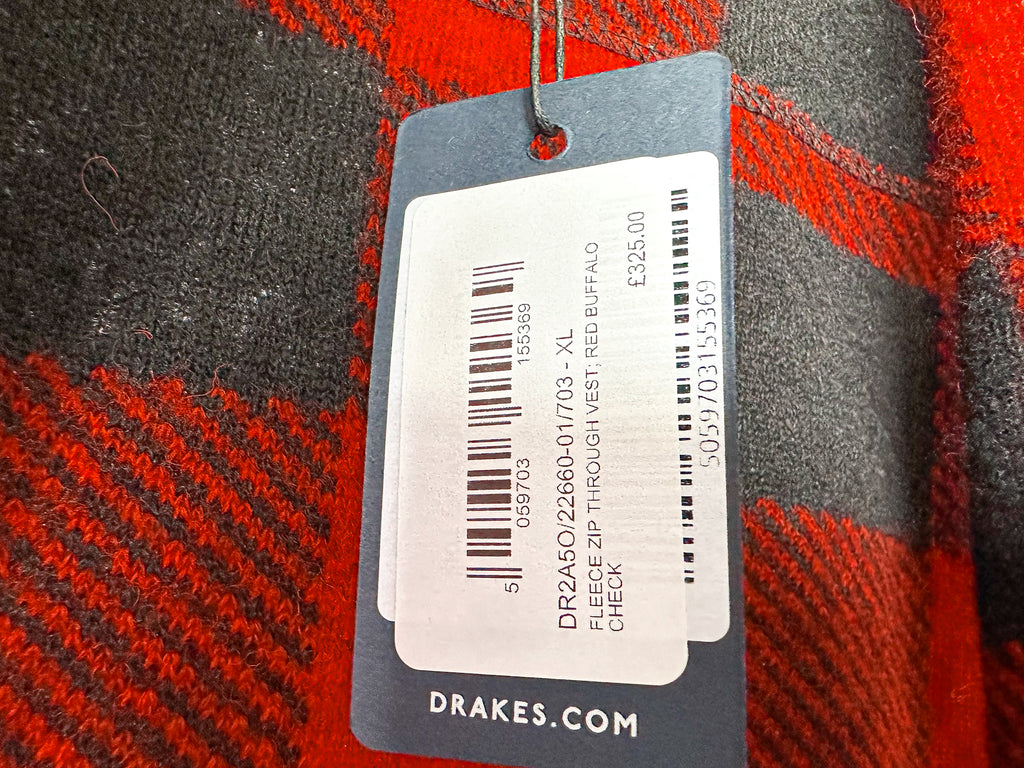 5 059703 155369
DR2A5O/22660-01/703 - XL
FLEECE ZIP THROUGH VEST; RED BUFFALO
CHECK
£325.00
5059703155369
DRAKES.COM